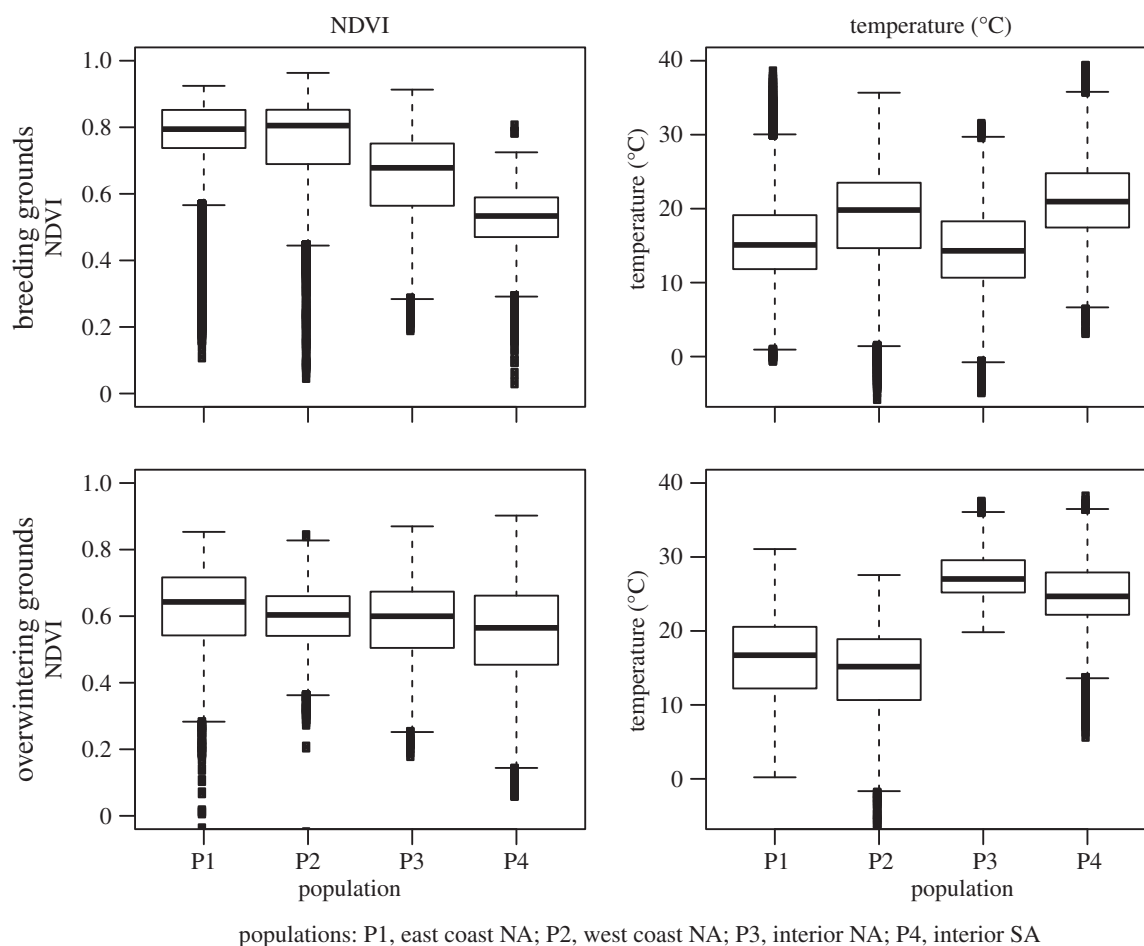 NDVI
temperature (°C)
breeding grounds
NDVI
1.0
0.8
0.6
0.4
0.2
0
temperature (°C)
40
30
20
10
0
overwintering grounds
NDVI
1.0
0.8
0.6
0.4
0.2
0
P1 P2 P3 P4
population
temperature (°C)
40
30
20
10
0
P1 P2 P3 P4
population
populations: P1, east coast NA; P2, west coast NA; P3, interior NA; P4, interior SA